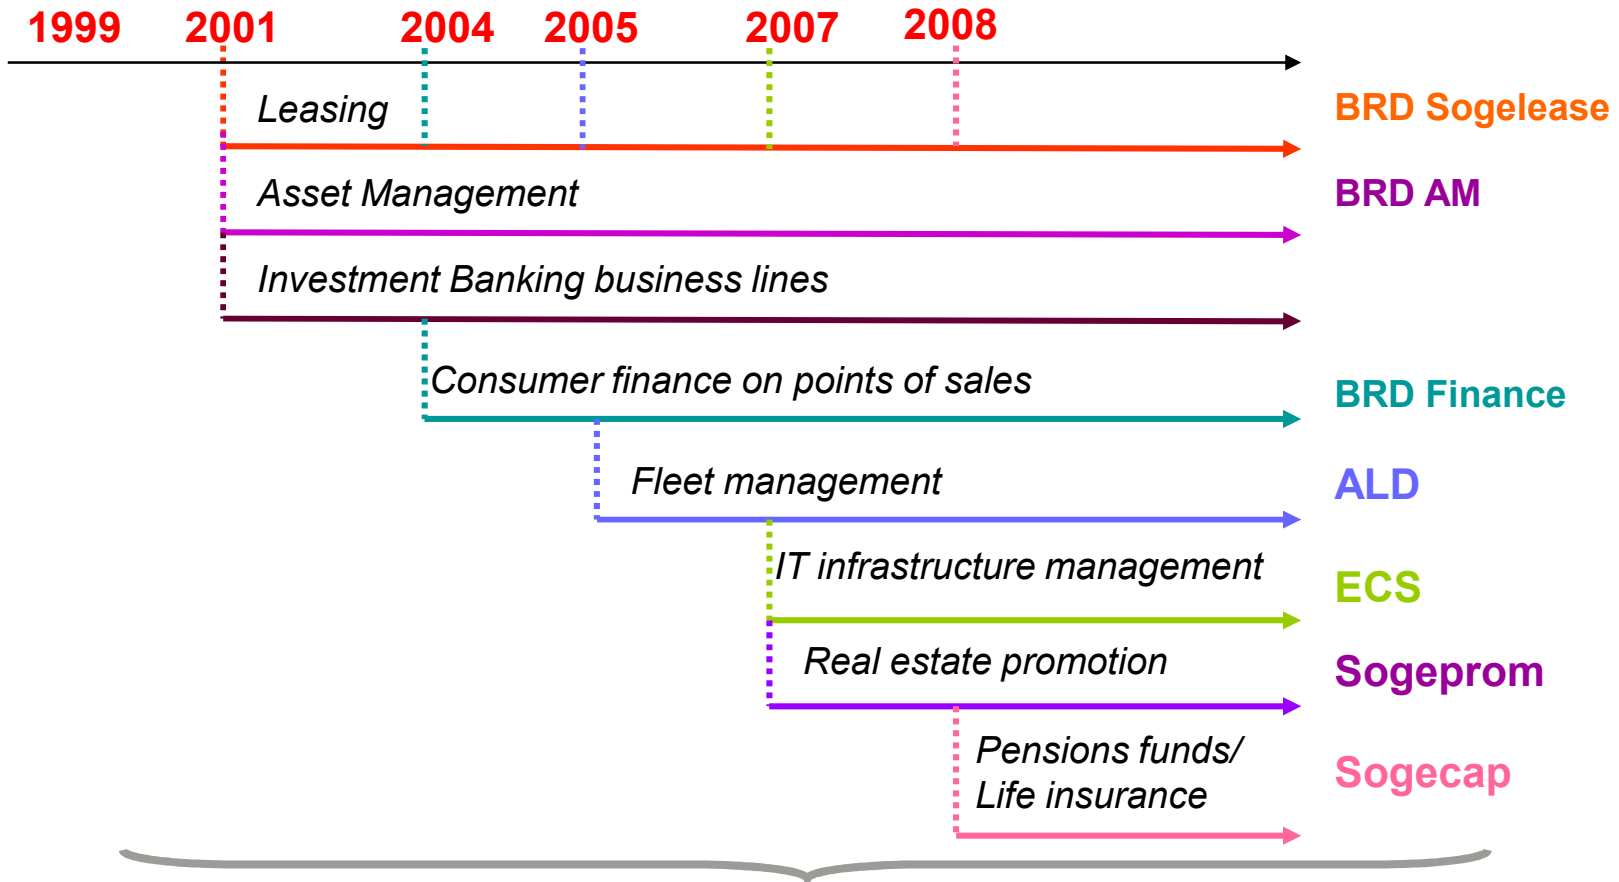 1999 2001 2004 2005 2007 2008
Leasing BRD Sogelease
Asset Management BRD AM
Investment Banking business lines
Consumer finance on points of sales BRD Finance
Fleet management ALD
IT infrastructure management ECS
Real estate promotion Sogeprom
Pensions funds/
Life insurance
Sogecap